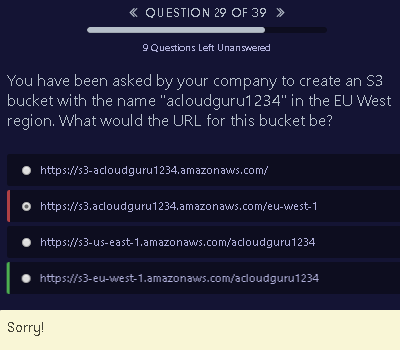 « QUESTION 29 OF 39 »
9 Questions Left Unanswered
You have been asked by your company to create an S3
bucket with the name "acloudguru1234" in the EU West
region. What would the URL for this bucket be?
https://s3-acloudguru1234.amazonaws.com/
https://s3.acloudguru1234.amazonaws.com/eu-west-1
https://s3-us-east-1.amazonaws.com/acloudguru1234
https://s3-eu-west-1.amazonaws.com/acloudguru1234
Sorry!